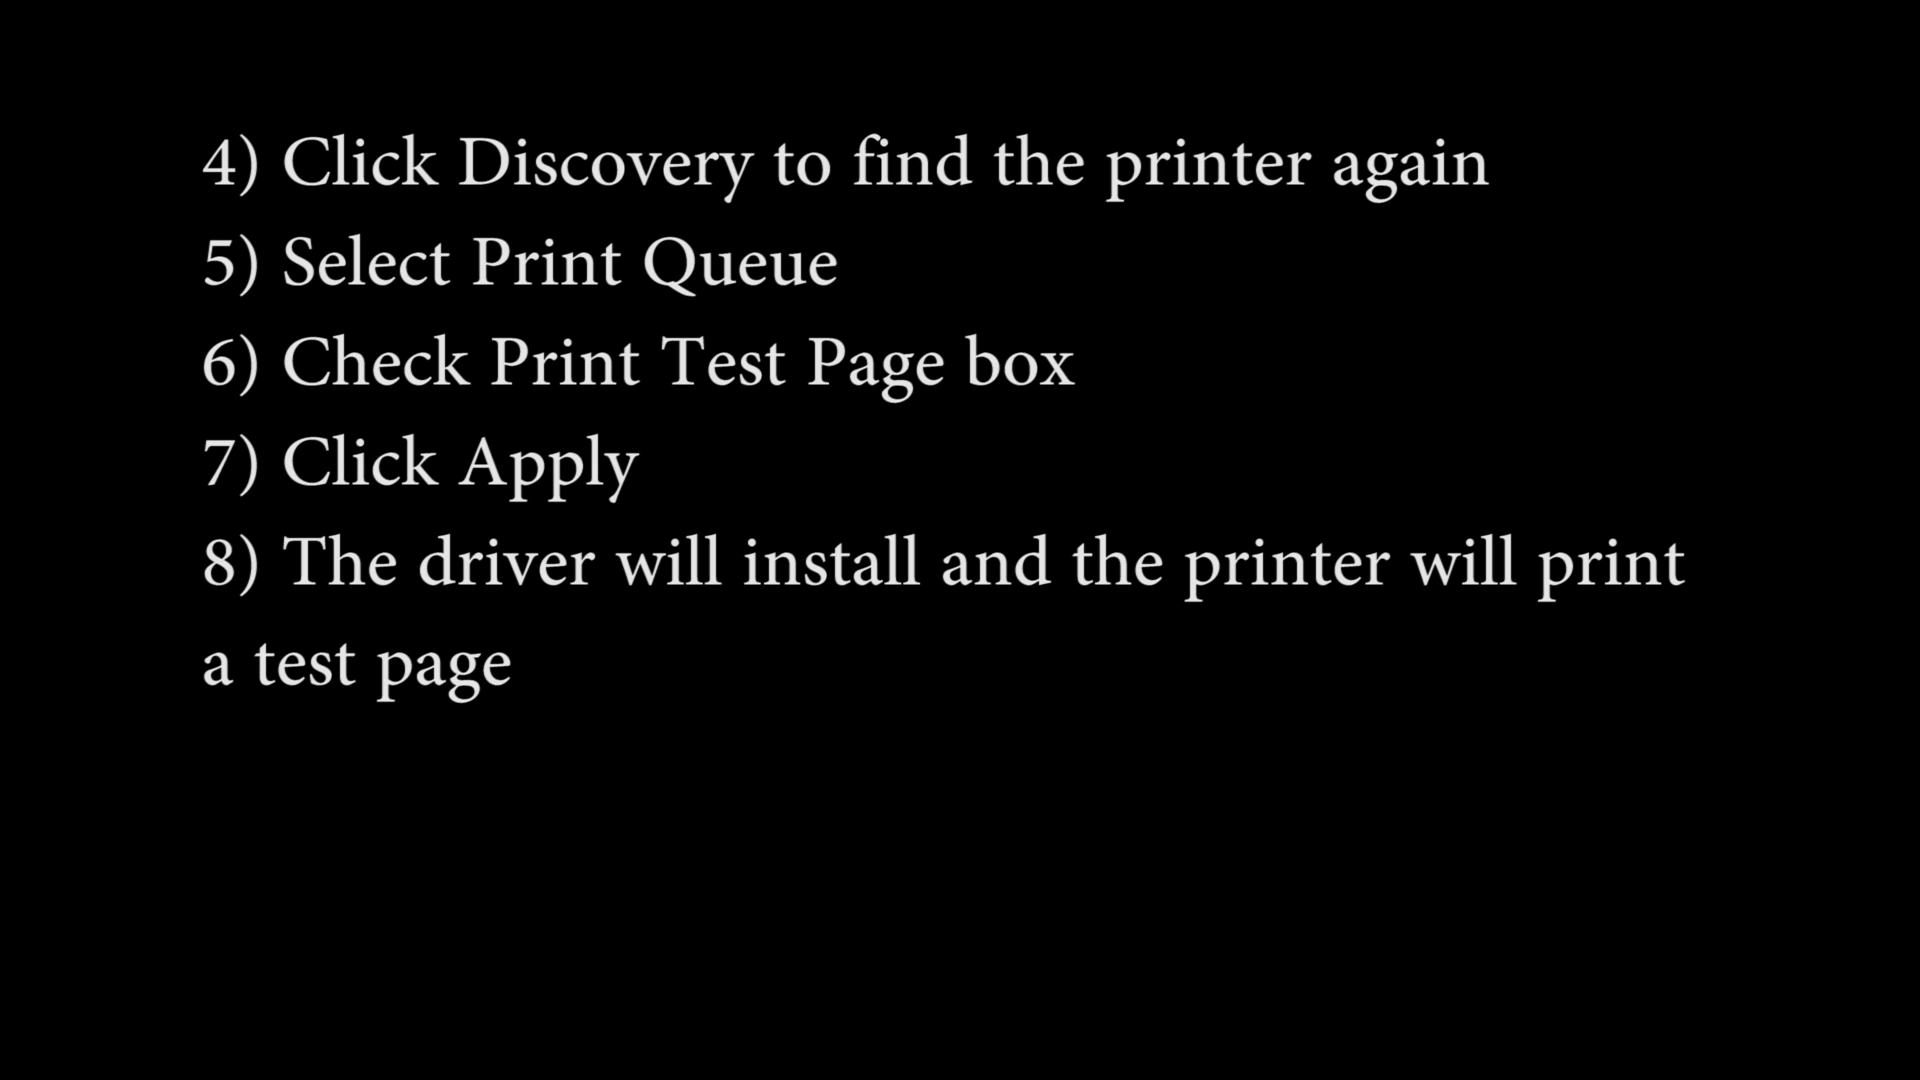 4) Click Discovery to find the printer again
5) Select Print Queue
6) Check Print Test Page box
7) Click Apply
8) The driver will install and the printer will print
a test page